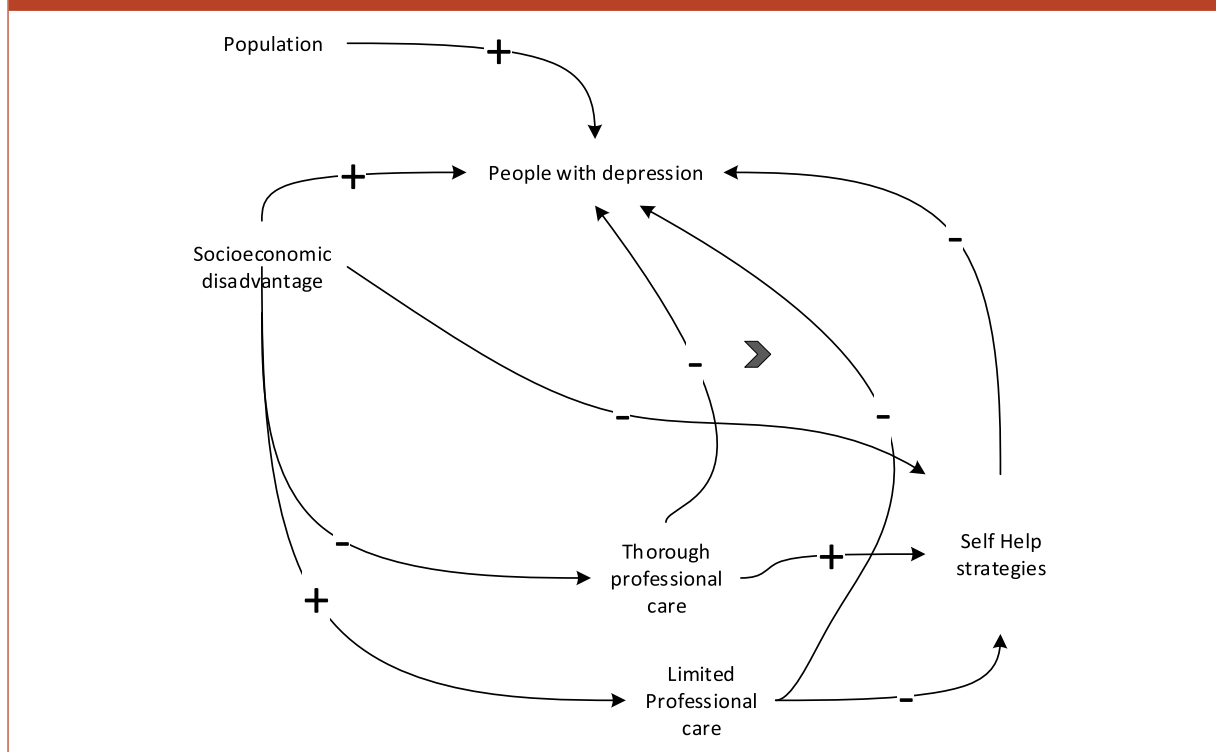 Population
+
People with depression
+
-
Socioeconomic
disadvantage
-
-
-
Thorough
professional
care
+
Self Help
strategies
-
+
Limited
Professional
care
-